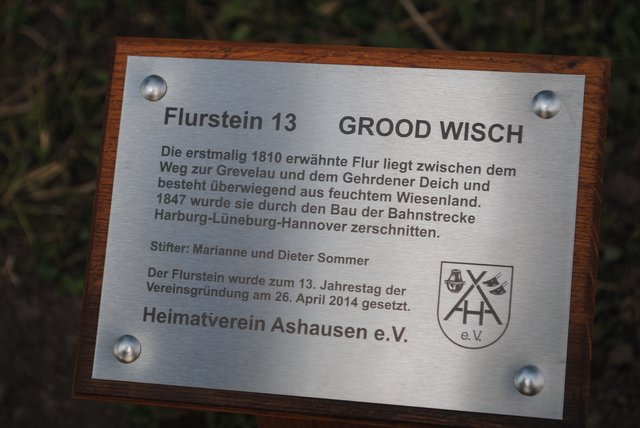 Flurstein 13 GROOD WISCH
Die erstmalig 1810 erwähnte Flur liegt zwischen dem
Weg zur Grevelau und dem Gehrdener Deich und
besteht überwiegend aus feuchtem Wiesenland.
1847 wurde sie durch den Bau der Bahnstrecke
Harburg-Lüneburg-Hannover zerschnitten.
Stifter: Marianne und Dieter Sommer
Der Flurstein wurde zum 13. Jahrestag der
Vereinsgründung am 26. April 2014 gesetzt.
Heimatverein Ashausen e.V.
AHA
e.V.